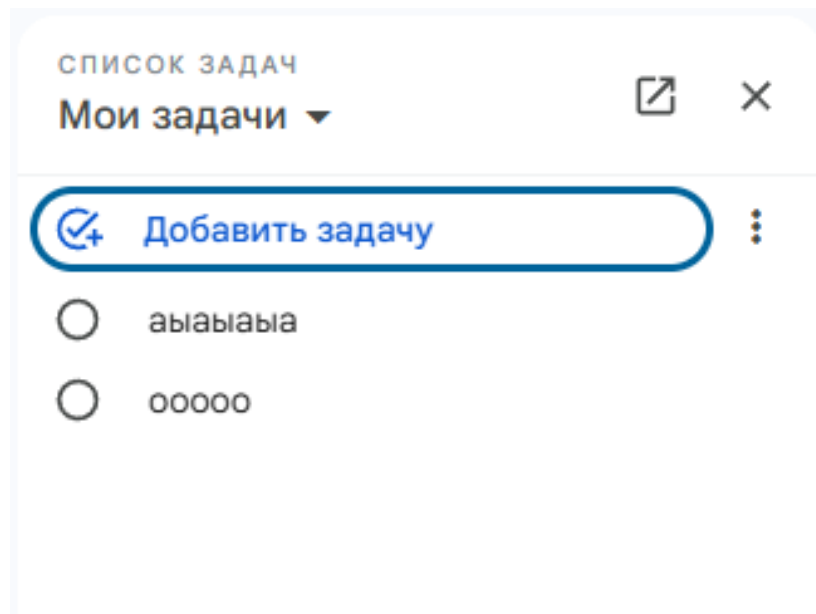 СПИСОК ЗАДАЧ
Мои задачи
Добавить задачу
аыаыаыа
ооооо